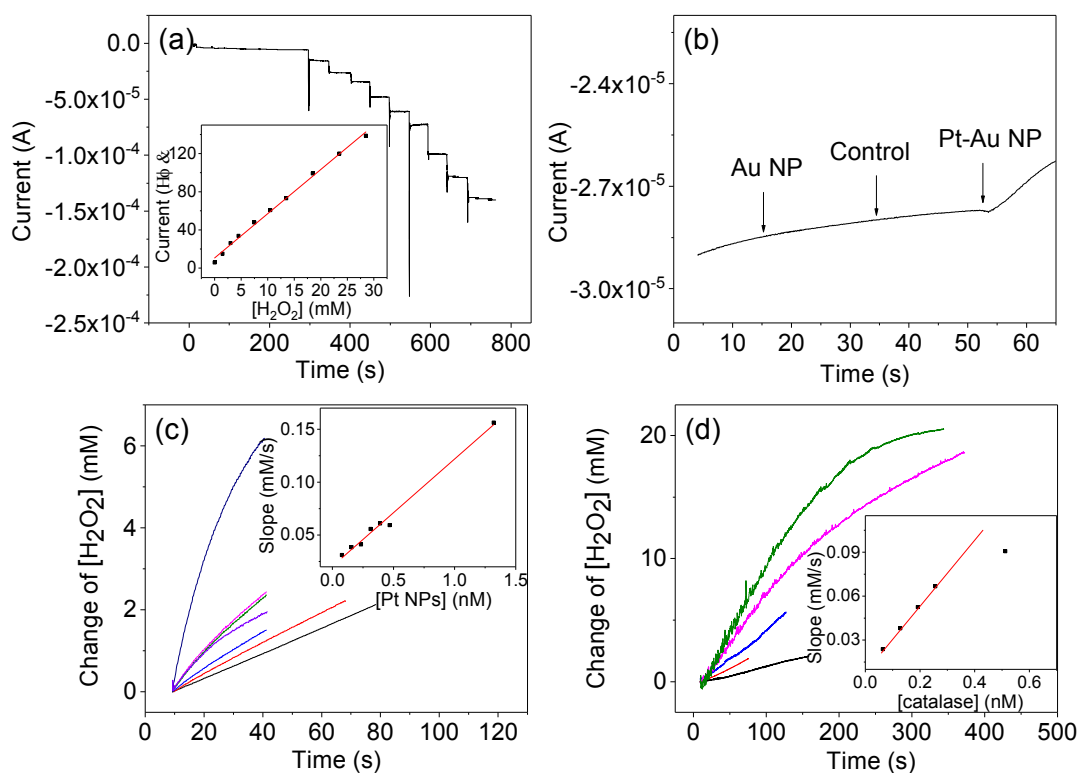 (a)
0.0
-5.0x10⁻⁵
-1.0x10⁻⁴
-1.5x10⁻⁴
-2.0x10⁻⁴
-2.5x10⁻⁴
Current (A)
0 200 400 600 800
Time (s)
120
80
40
0
0 5 10 15 20 25 30
[H₂O₂] (mM)
(b)
-2.4x10⁻⁵
-2.7x10⁻⁵
-3.0x10⁻⁵
Current (A)
Au NP
Control
Pt-Au NP
0 10 20 30 40 50 60
Time (s)
(c)
6
4
2
0
Change of [H₂O₂] (mM)
0 20 40 60 80 100 120
Time (s)
0.15
0.10
0.05
Slope (mM/s)
0.0 0.5 1.0 1.5
[Pt NPs] (nM)
(d)
20
10
0
Change of [H₂O₂] (mM)
0 100 200 300 400 500
Time (s)
0.09
0.06
0.03
Slope (mM/s)
0.0 0.2 0.4 0.6
[catalase] (nM)